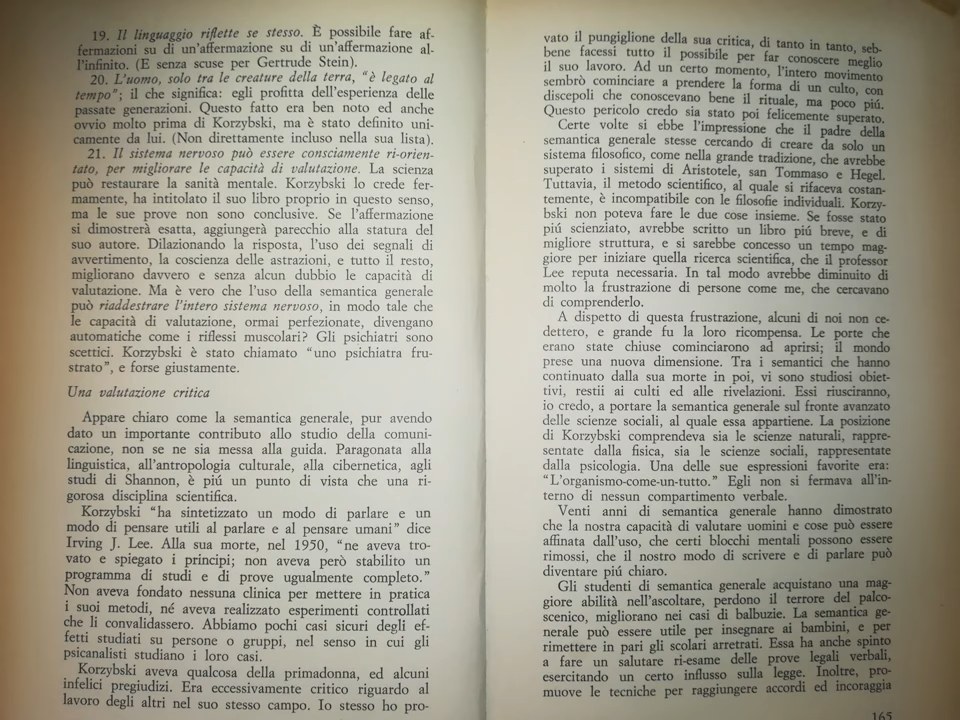 19. Il linguaggio riflette se stesso. È possibile fare af-
fermazioni su di un'affermazione su di un'affermazione al-
l'infinito. (E senza scuse per Gertrude Stein).
20. L'uomo, solo tra le creature della terra, "è legato al
tempo"; il che significa: egli profitta dell'esperienza delle
passate generazioni. Questo fatto era ben noto ed anche
ovvio molto prima di Korzybski, ma è stato definito uni-
camente da lui. (Non direttamente incluso nella sua lista).
21. Il sistema nervoso può essere consciamente ri-orien-
tato, per migliorare le capacità di valutazione. La scienza
può restaurare la sanità mentale. Korzybski lo crede fer-
mamente, ha intitolato il suo libro proprio in questo senso,
ma le sue prove non sono conclusive. Se l'affermazione
si dimostrerà esatta, aggiungerà parecchio alla statura del
suo autore. Dilazionando la risposta, l'uso dei segnali di
avvertimento, la coscienza delle astrazioni, e tutto il resto,
migliorano davvero e senza alcun dubbio le capacità di
valutazione. Ma è vero che l'uso della semantica generale
può riaddestrare l'intero sistema nervoso, in modo tale che
le capacità di valutazione, ormai perfezionate, divengano
automatiche come i riflessi muscolari? Gli psichiatri sono
scettici. Korzybski è stato chiamato "uno psichiatra fru-
strato", e forse giustamente.
Una valutazione critica
Appare chiaro come la semantica generale, pur avendo
dato un importante contributo allo studio della comuni-
cazione, non se ne sia messa alla guida. Paragonata alla
linguistica, all'antropologia culturale, alla cibernetica, agli
studi di Shannon, è più un punto di vista che una ri-
gorosa disciplina scientifica.
Korzybski "ha sintetizzato un modo di parlare e un
modo di pensare utili al parlare e al pensare umani" dice
Irving J. Lee. Alla sua morte, nel 1950, "ne aveva tro-
vato e spiegato i principi; non aveva però stabilito un
programma di studi e di prove ugualmente completo."
Non aveva fondato nessuna clinica per mettere in pratica
i suoi metodi, né aveva realizzato esperimenti controllati
che li convalidassero. Abbiamo pochi casi sicuri degli ef-
fetti studiati su persone o gruppi, nel senso in cui gli
psicanalisti studiano i loro casi.
Korzybski aveva qualcosa della primadonna, ed alcuni
infelici pregiudizi. Era eccessivamente critico riguardo al
lavoro degli altri nel suo stesso campo. Io stesso ho pro-
vato il pungiglione della sua critica, di tanto in tanto, seb-
bene facessi tutto il possibile per far conoscere meglio
il suo lavoro. Ad un certo momento, l'intero movimento
sembrò cominciare a prendere la forma di un culto, con
discepoli che conoscevano bene il rituale, ma poco piú.
Questo pericolo credo sia stato poi felicemente superato.
Certe volte si ebbe l'impressione che il padre della
semantica generale stesse cercando di creare da solo un
sistema filosofico, come nella grande tradizione, che avrebbe
superato i sistemi di Aristotele, san Tommaso e Hegel.
Tuttavia, il metodo scientifico, al quale si rifaceva costan-
temente, è incompatibile con le filosofie individuali. Korzy-
bski non poteva fare le due cose insieme. Se fosse stato
piú scienziato, avrebbe scritto un libro piú breve, e di
migliore struttura, e si sarebbe concesso un tempo mag-
giore per iniziare quella ricerca scientifica, che il professor
Lee reputa necessaria. In tal modo avrebbe diminuito di
molto la frustrazione di persone come me, che cercavano
di comprenderlo.
A dispetto di questa frustrazione, alcuni di noi non ce-
dettero, e grande fu la loro ricompensa. Le porte che
erano state chiuse cominciarono ad aprirsi; il mondo
prese una nuova dimensione. Tra i semantici che hanno
continuato dalla sua morte in poi, vi sono studiosi obiet-
tivi, restii ai culti ed alle rivelazioni. Essi riusciranno,
io credo, a portare la semantica generale sul fronte avanzato
delle scienze sociali, al quale essa appartiene. La posizione
di Korzybski comprendeva sia le scienze naturali, rappre-
sentate dalla fisica, sia le scienze sociali, rappresentate
dalla psicologia. Una delle sue espressioni favorite era:
"L'organismo-come-un-tutto." Egli non si fermava all'in-
terno di nessun compartimento verbale.
Venti anni di semantica generale hanno dimostrato
che la nostra capacità di valutare uomini e cose può essere
affinata dall'uso, che certi blocchi mentali possono essere
rimossi, che il nostro modo di scrivere e di parlare può
diventare piú chiaro.
Gli studenti di semantica generale acquistano una mag-
giore abilità nell'ascoltare, perdono il terrore del palco-
scenico, migliorano nei casi di balbuzie. La semantica ge-
nerale può essere utile per insegnare ai bambini, e per
rimettere in pari gli scolari arretrati. Essa ha anche spinto
a fare un salutare ri-esame delle prove legali verbali,
esercitando un certo influsso sulla legge. Inoltre, pro-
muove le tecniche per raggiungere accordi ed incoraggia
165